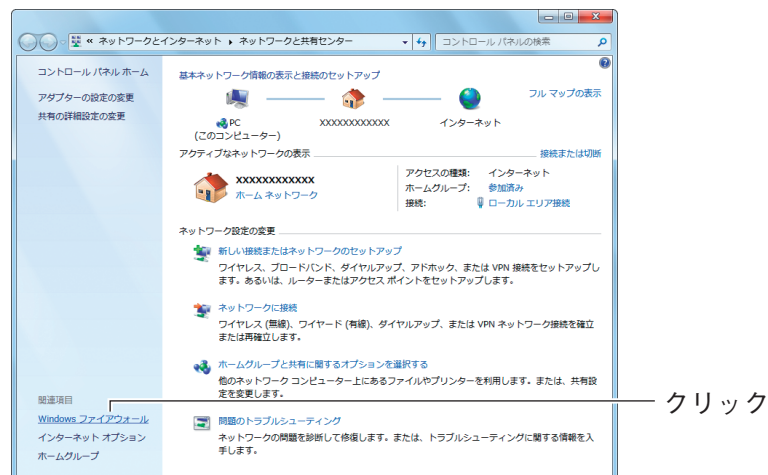 « ネットワークとインターネット ▸ ネットワークと共有センター
コントロール パネルの検索
コントロール パネル ホーム
アダプターの設定の変更
共有の詳細設定の変更
基本ネットワーク情報の表示と接続のセットアップ
フル マップの表示
PC
(このコンピューター)
XXXXXXXXXXXX
インターネット
アクティブなネットワークの表示
接続または切断
XXXXXXXXXXXX
ホーム ネットワーク
アクセスの種類: インターネット
ホームグループ: 参加済み
接続: ローカル エリア接続
ネットワーク設定の変更
新しい接続またはネットワークのセットアップ
ワイヤレス、ブロードバンド、ダイヤルアップ、アドホック、または VPN 接続をセットアップし
ます。あるいは、ルーターまたはアクセス ポイントをセットアップします。
ネットワークに接続
ワイヤレス (無線)、ワイヤード (有線)、ダイヤルアップ、または VPN ネットワーク接続を確立
または再確立します。
ホームグループと共有に関するオプションを選択する
他のネットワーク コンピューター上にあるファイルやプリンターを利用します。または、共有設
定を変更します。
問題のトラブルシューティング
ネットワークの問題を診断して修復します。または、トラブルシューティングに関する情報を入
手します。
関連項目
Windows ファイアウォール
インターネット オプション
ホームグループ
クリック